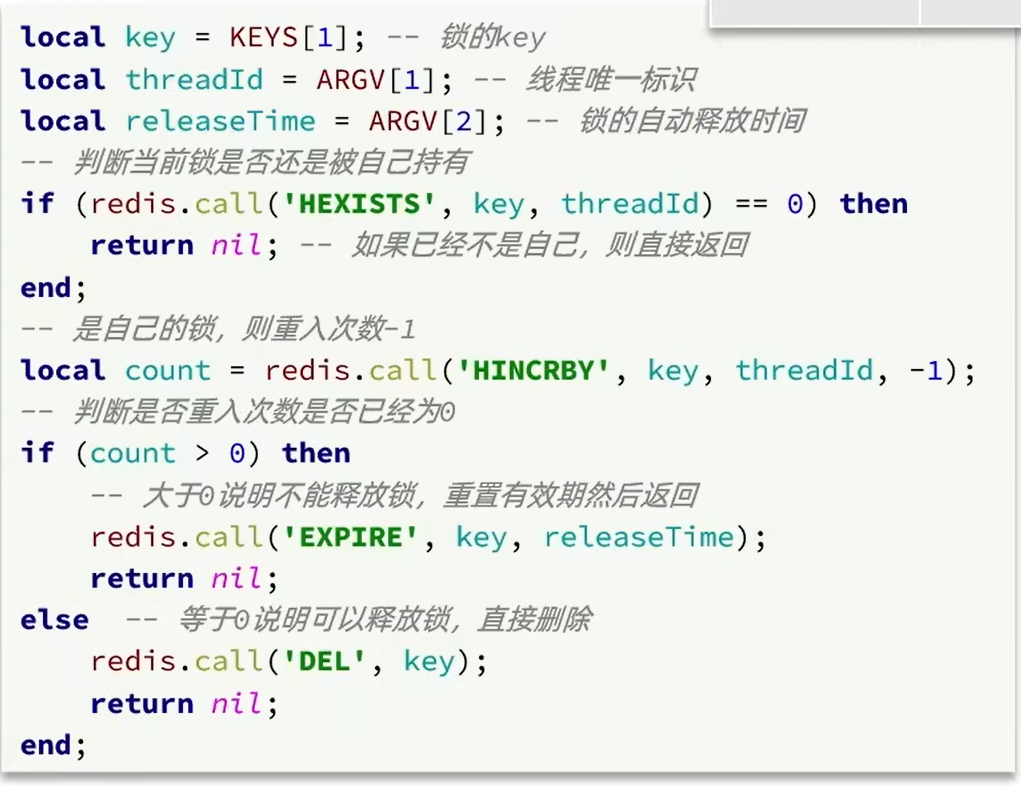 local key = KEYS[1]; -- 锁的key
local threadId = ARGV[1]; -- 线程唯一标识
local releaseTime = ARGV[2]; -- 锁的自动释放时间
-- 判断当前锁是否还是被自己持有
if (redis.call('HEXISTS', key, threadId) == 0) then
    return nil; -- 如果已经不是自己，则直接返回
end;
-- 是自己的锁，则重入次数-1
local count = redis.call('HINCRBY', key, threadId, -1);
-- 判断是否重入次数是否已经为0
if (count > 0) then
    -- 大于0说明不能释放锁，重置有效期然后返回
    redis.call('EXPIRE', key, releaseTime);
    return nil;
else  -- 等于0说明可以释放锁，直接删除
    redis.call('DEL', key);
    return nil;
end;